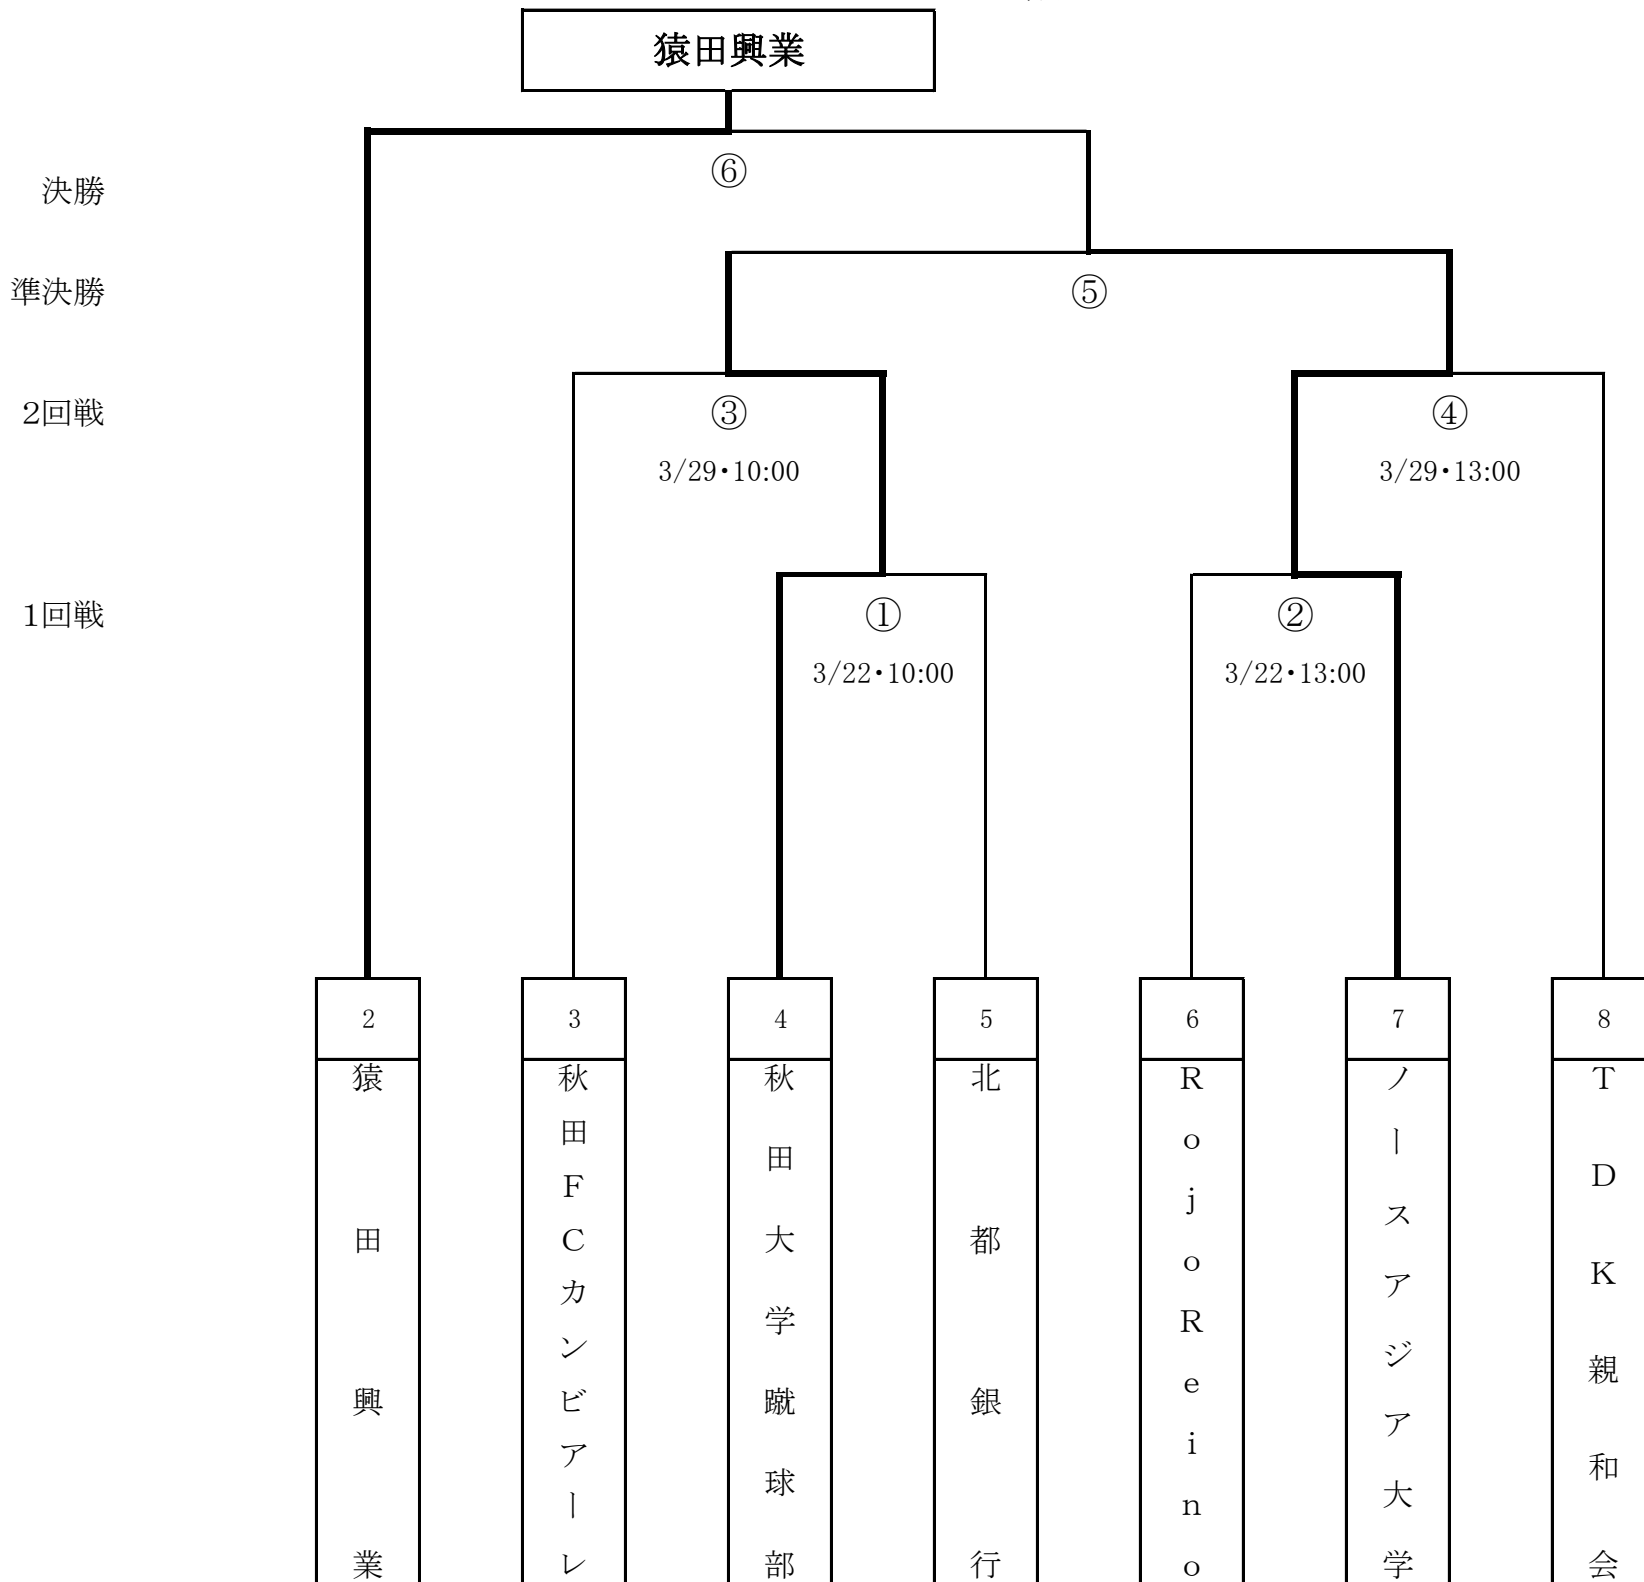 猿田興業
⑥
決勝
準決勝
⑤
2回戦
③
④
3/29・10:00
3/29・13:00
1回戦
①
②
3/22・10:00
3/22・13:00
2
3
4
5
6
7
8
猿田興業
秋田FCカンビアーレ
秋田大学蹴球部
北都銀行
RojoReino
ノースアジア大学
TDK親和会